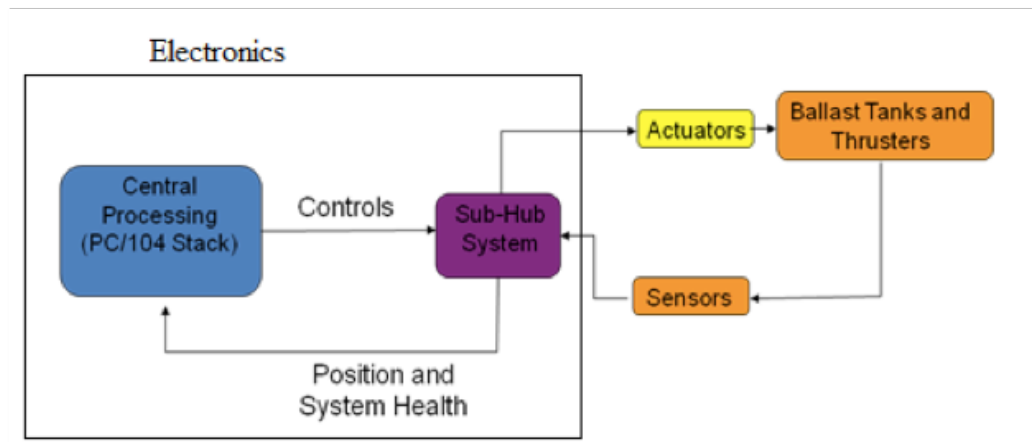 Electronics
Central
Processing
(PC/104 Stack)
Controls
Sub-Hub
System
Actuators
Ballast Tanks and
Thrusters
Sensors
Position and
System Health